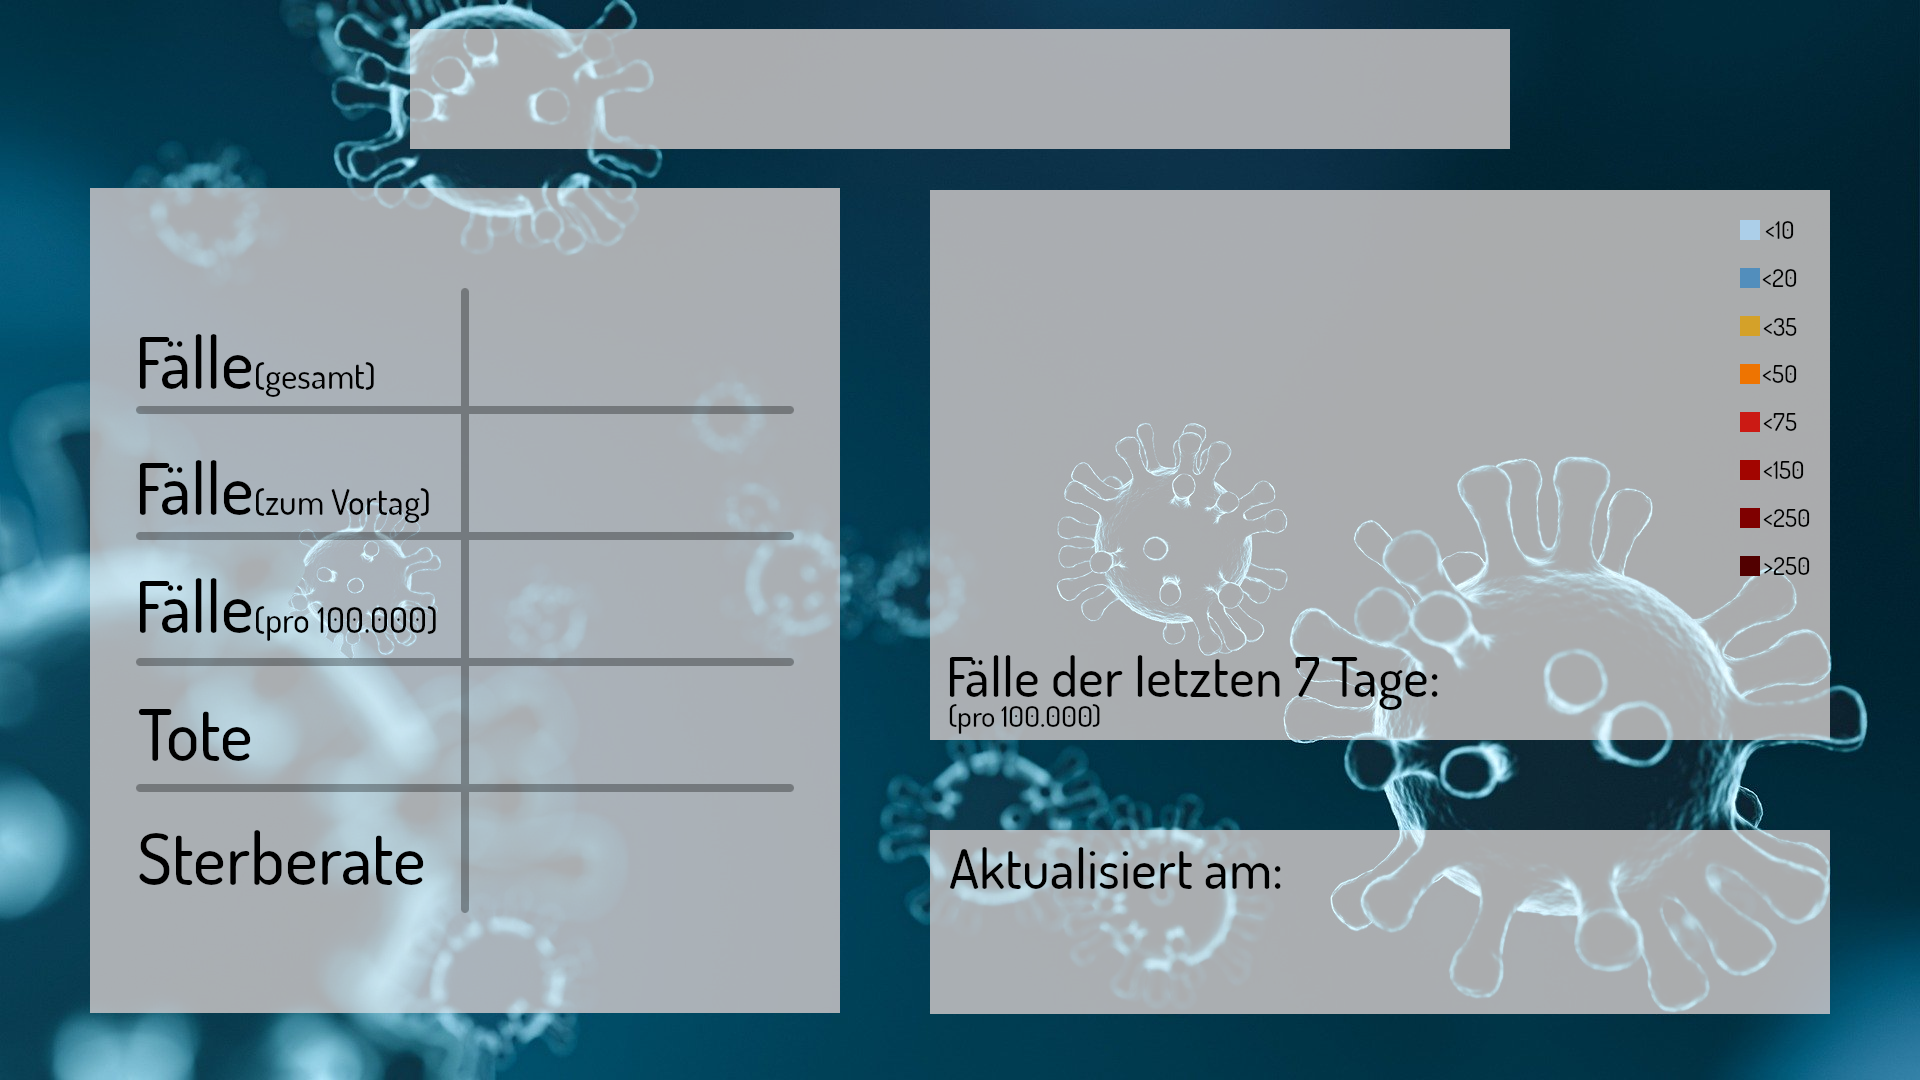 Fälle(gesamt)
Fälle(zum Vortag)
Fälle(pro 100.000)
Tote
Sterberate
<10
<20
<35
<50
<75
<150
<250
>250
Fälle der letzten 7 Tage:
(pro 100.000)
Aktualisiert am: